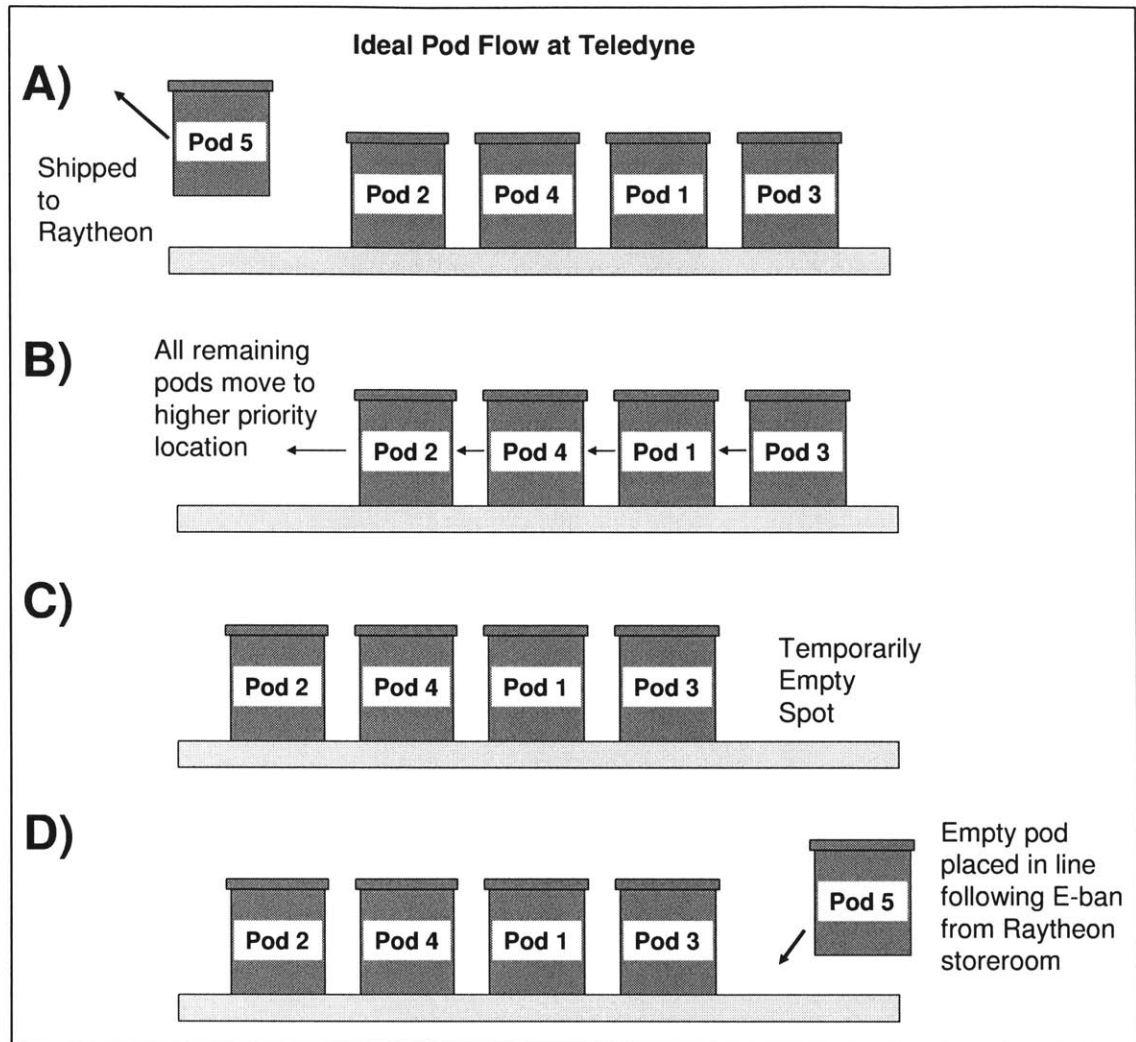 Ideal Pod Flow at Teledyne
A)
Pod 5
Shipped
to
Raytheon
Pod 2
Pod 4
Pod 1
Pod 3
B)
All remaining
pods move to
higher priority
location
Pod 2
Pod 4
Pod 1
Pod 3
C)
Pod 2
Pod 4
Pod 1
Pod 3
Temporarily
Empty
Spot
D)
Pod 2
Pod 4
Pod 1
Pod 3
Pod 5
Empty pod
placed in line
following E-ban
from Raytheon
storeroom